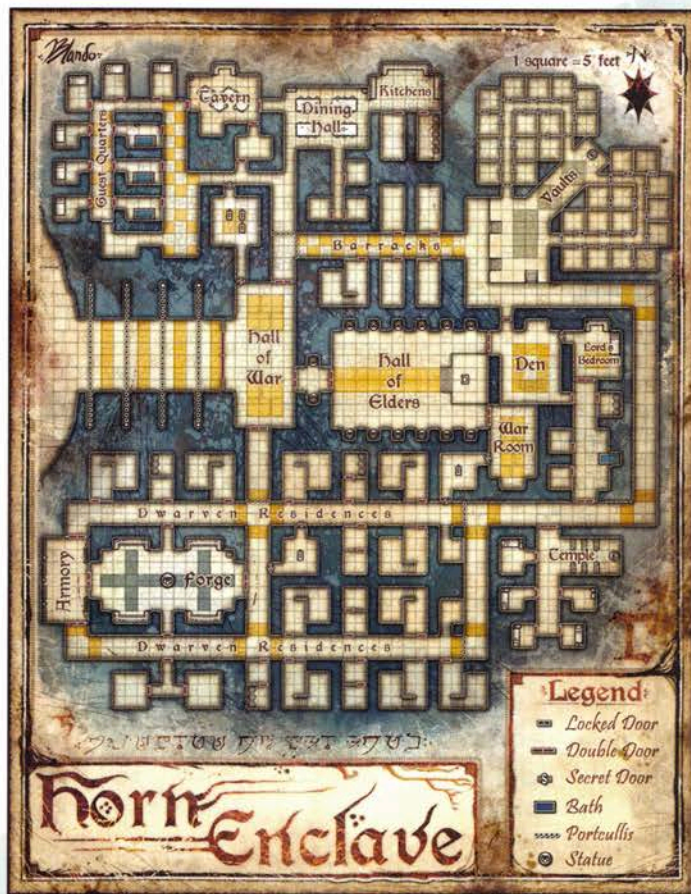 Blando
1 square = 5 feet
N
Tavern
Dining
Hall
Kitchens
Guest Quarters
Vaults
Barracks
Hall
of
War
Hall
of
Elders
Den
Lord's
Bedroom
War
Room
Dwarven Residences
Armory
Forge
Temple
Dwarven Residences
Legend
Locked Door
Double Door
Secret Door
Bath
Portcullis
Statue
Horn
Enclave